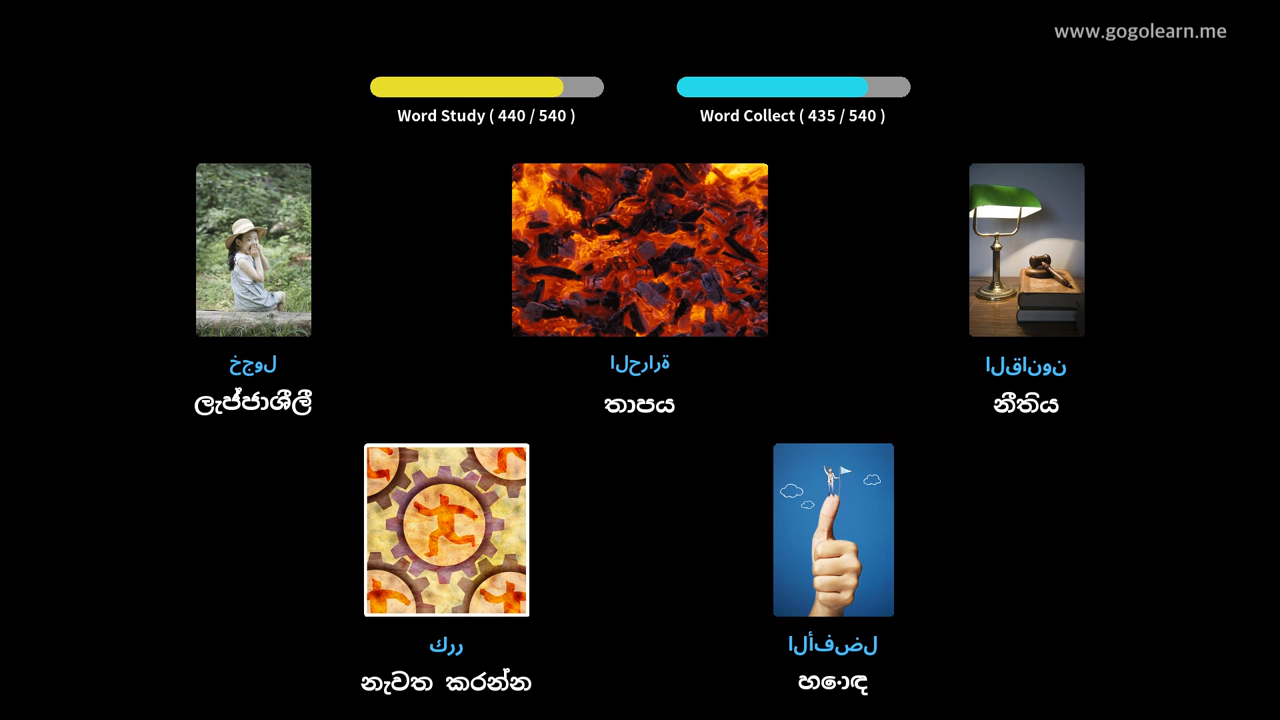 www.gogolearn.me
Word Study ( 440 / 540 )
Word Collect ( 435 / 540 )
خجول
ලැජ්ජාශීලී
الحرارة
තාපය
القانون
නීතිය
كرر
නැවත කරන්න
الأفضل
හොඳ